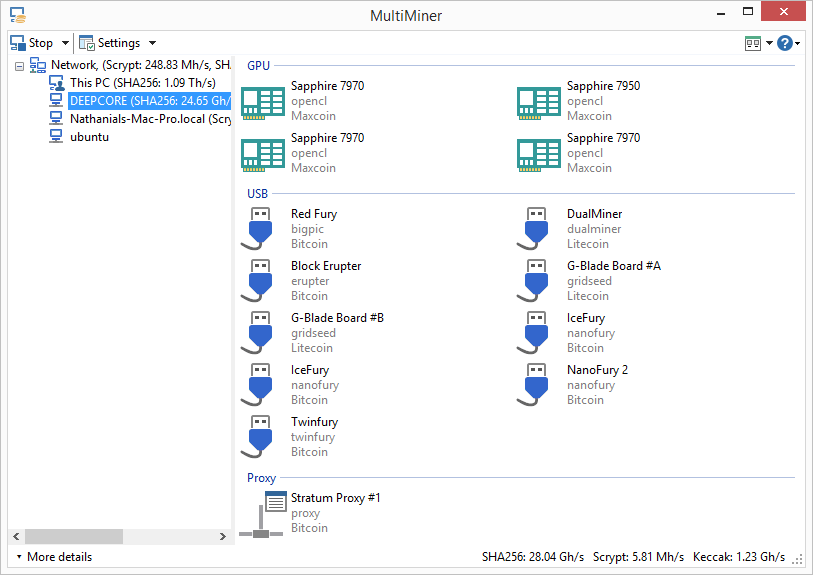 MultiMiner
Stop
Settings
Network, (Scrypt: 248.83 Mh/s, SH
This PC (SHA256: 1.09 Th/s)
DEEPCORE (SHA256: 24.65 Gh/
Nathanials-Mac-Pro.local (Scry
ubuntu
GPU
Sapphire 7970
opencl
Maxcoin
Sapphire 7950
opencl
Maxcoin
Sapphire 7970
opencl
Maxcoin
Sapphire 7970
opencl
Maxcoin
USB
Red Fury
bigpic
Bitcoin
DualMiner
dualminer
Litecoin
Block Erupter
erupter
Bitcoin
G-Blade Board #A
gridseed
Litecoin
G-Blade Board #B
gridseed
Litecoin
IceFury
nanofury
Bitcoin
IceFury
nanofury
Bitcoin
NanoFury 2
nanofury
Bitcoin
Twinfury
twinfury
Bitcoin
Proxy
Stratum Proxy #1
proxy
Bitcoin
More details
SHA256: 28.04 Gh/s Scrypt: 5.81 Mh/s Keccak: 1.23 Gh/s